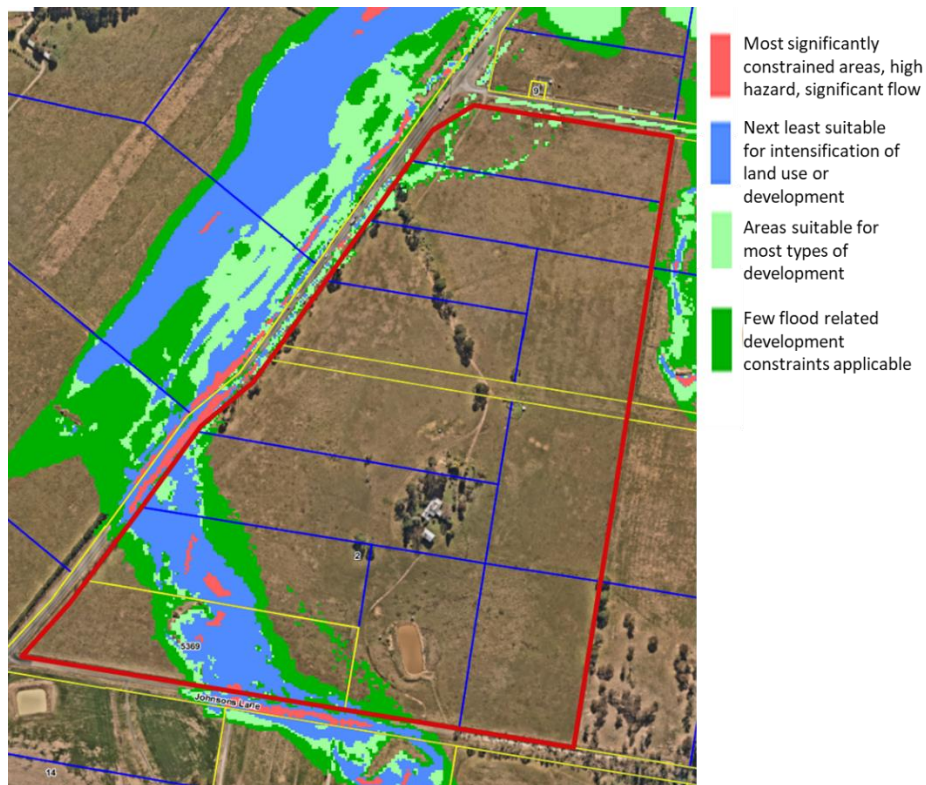 Most significantly
constrained areas, high
hazard, significant flow
Next least suitable
for intensification of
land use or
development
Areas suitable for
most types of
development
Few flood related
development
constraints applicable
9
2
5369
Johnsons Lane
14